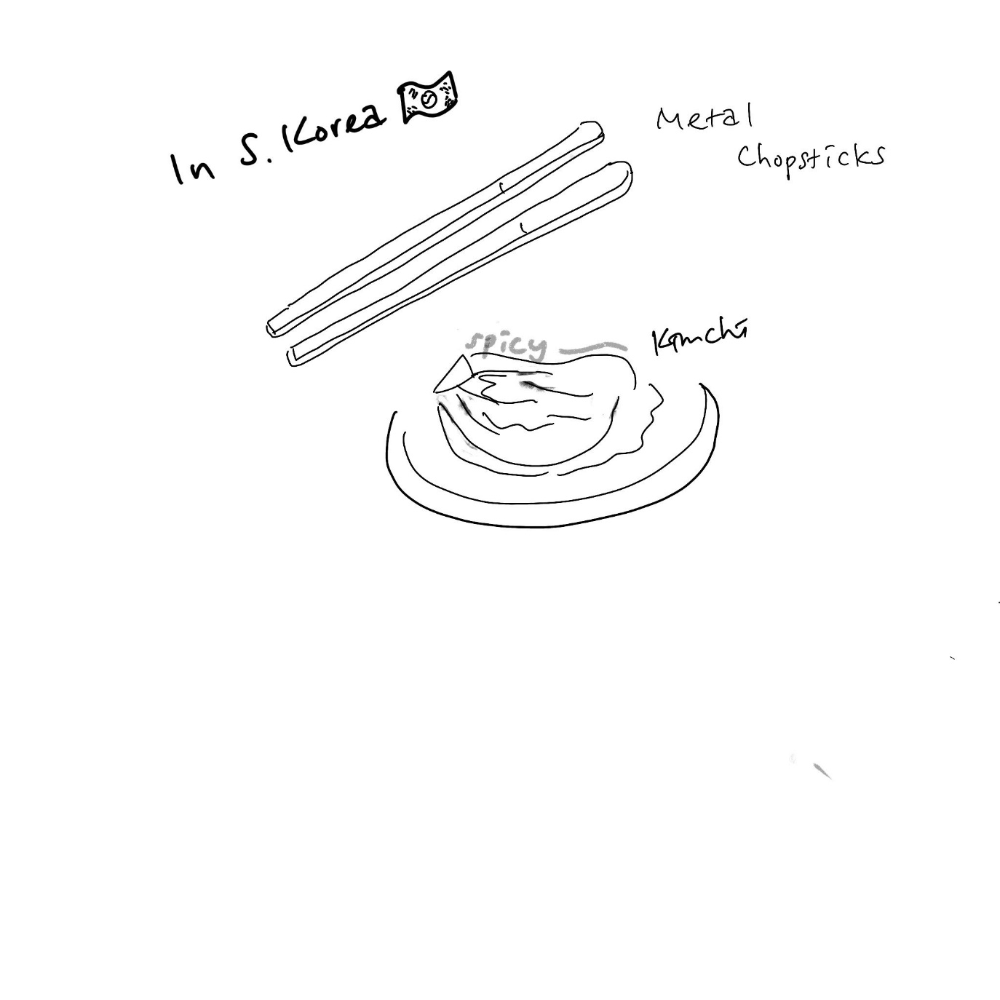 In S. Korea
Metal
Chopsticks
spicy — Kimchi